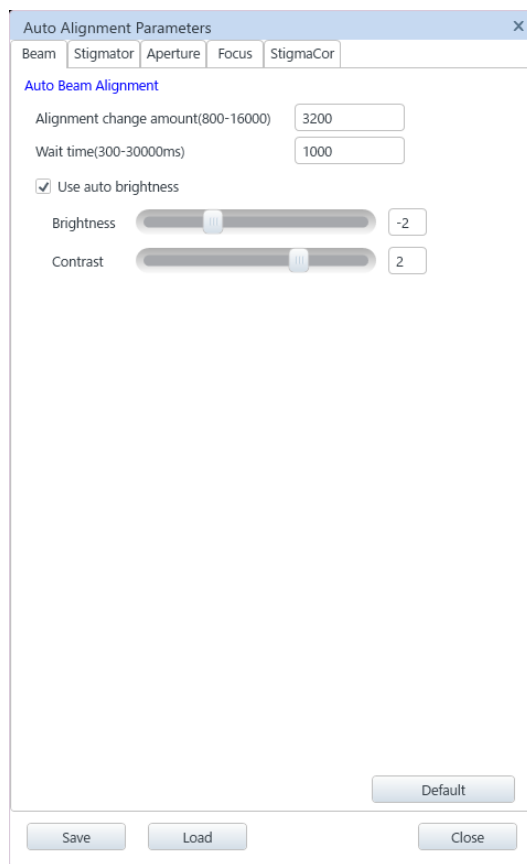 Auto Alignment Parameters x
Beam Stigmator Aperture Focus StigmaCor
Auto Beam Alignment
Alignment change amount(800-16000) 3200
Wait time(300-30000ms) 1000
Use auto brightness
Brightness -2
Contrast 2
Default
Save Load Close